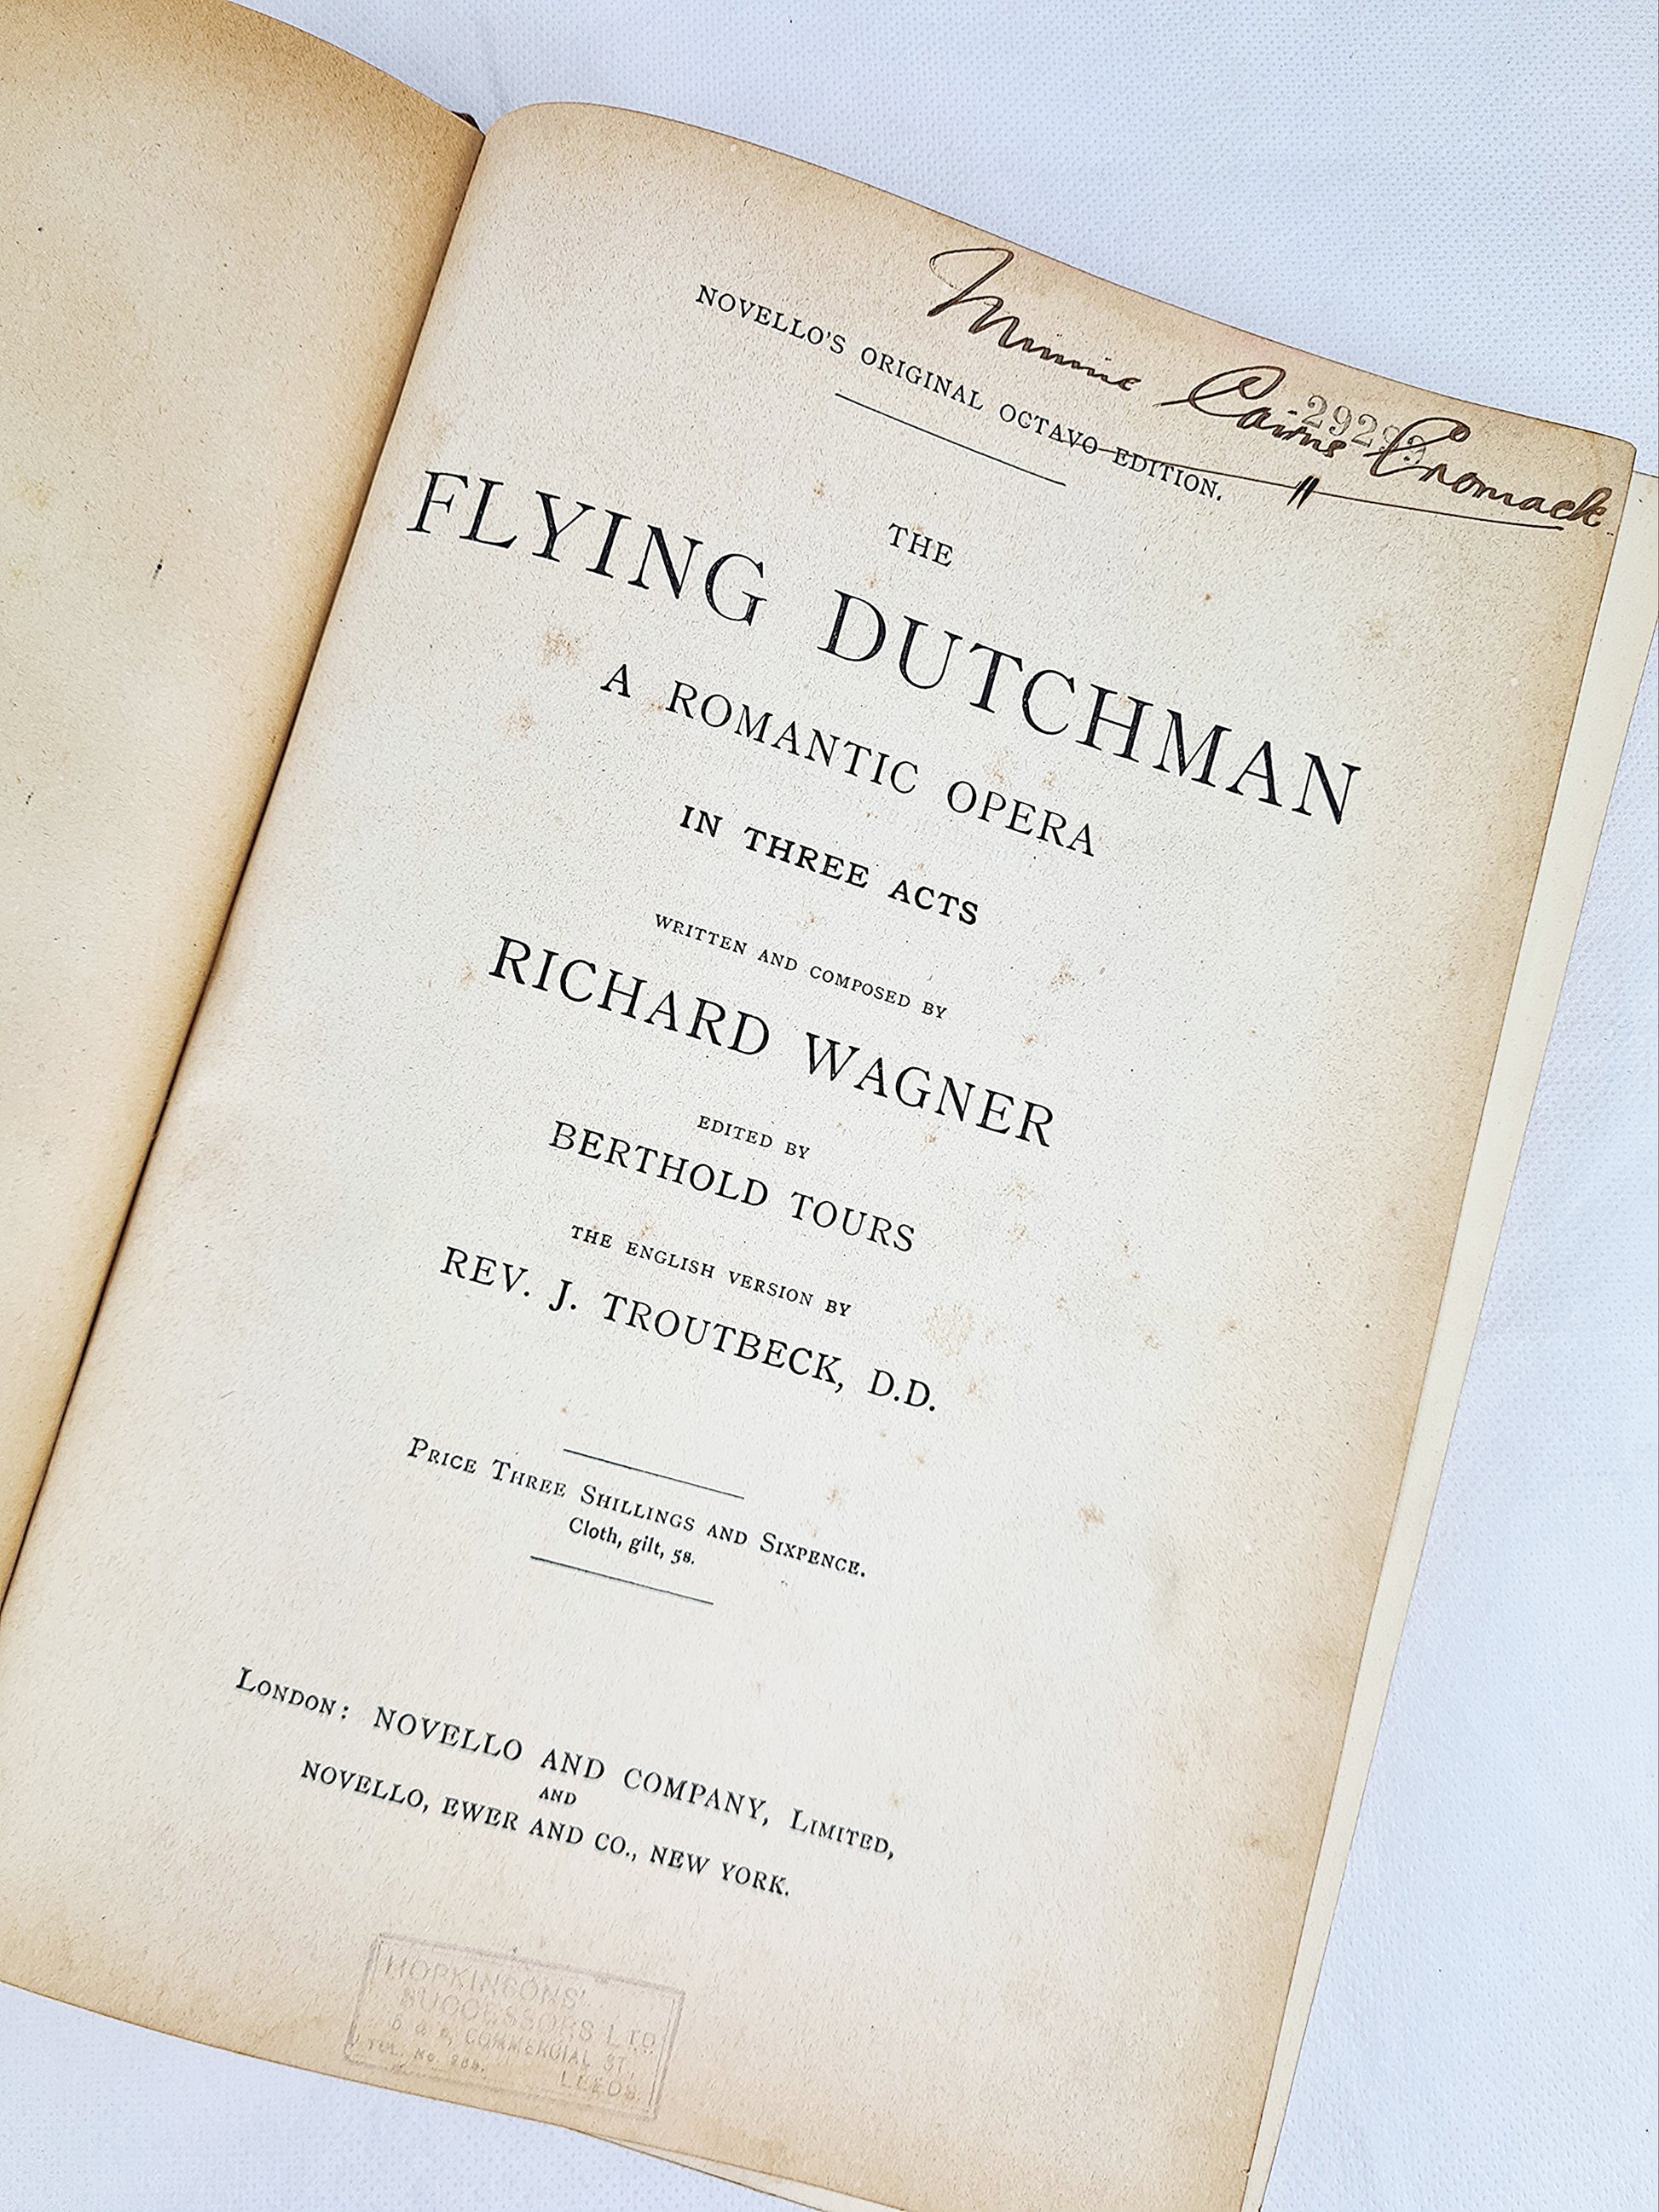 Minnie Cairns Cromack
NOVELLO'S ORIGINAL OCTAVO EDITION.
THE
FLYING DUTCHMAN
A ROMANTIC OPERA
IN THREE ACTS
WRITTEN AND COMPOSED BY
RICHARD WAGNER
EDITED BY
BERTHOLD TOURS
THE ENGLISH VERSION BY
REV. J. TROUTBECK, D.D.
PRICE THREE SHILLINGS AND SIXPENCE.
Cloth, gilt, 5s.
LONDON: NOVELLO AND COMPANY, LIMITED,
AND
NOVELLO, EWER AND CO., NEW YORK.
HOPKINSONS'
SUCCESSORS LTD
COMMERCIAL ST.,
TEL. No.
LEEDS.